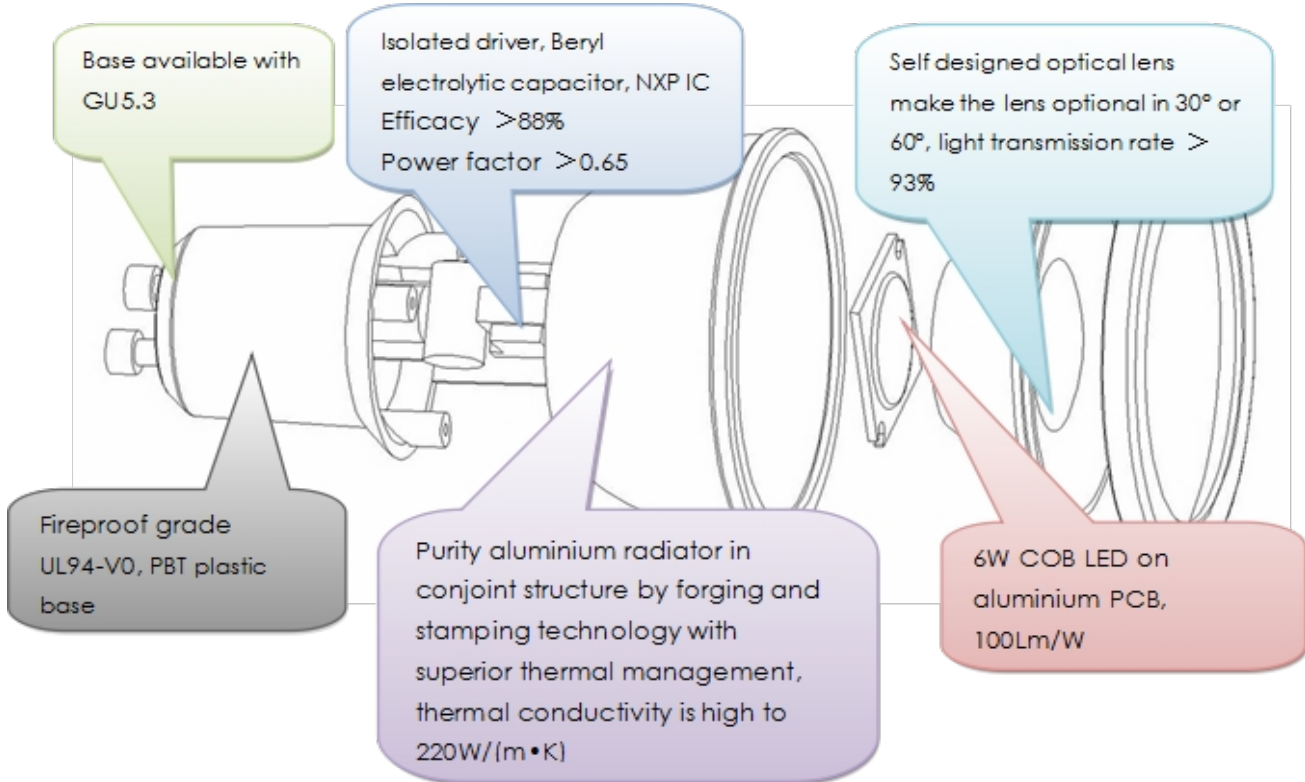 Base available with
GU5.3
Isolated driver, Beryl
electrolytic capacitor, NXP IC
Efficacy ＞88%
Power factor ＞0.65
Self designed optical lens
make the lens optional in 30° or
60°, light transmission rate ＞
93%
Fireproof grade
UL94-V0, PBT plastic
base
Purity aluminium radiator in
conjoint structure by forging and
stamping technology with
superior thermal management,
thermal conductivity is high to
220W/(m•K)
6W COB LED on
aluminium PCB,
100Lm/W